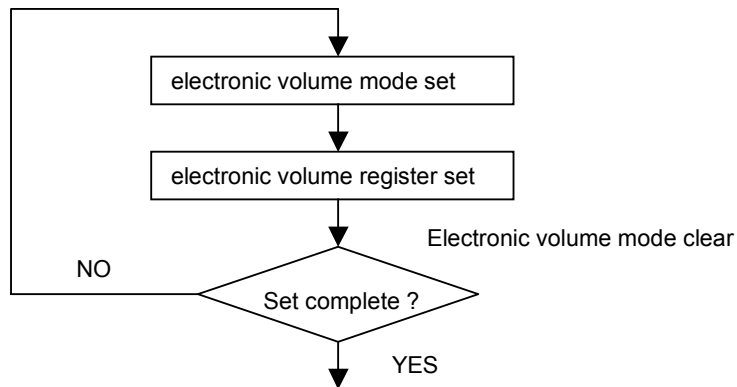 electronic volume mode set
electronic volume register set
Electronic volume mode clear
NO
Set complete ?
YES